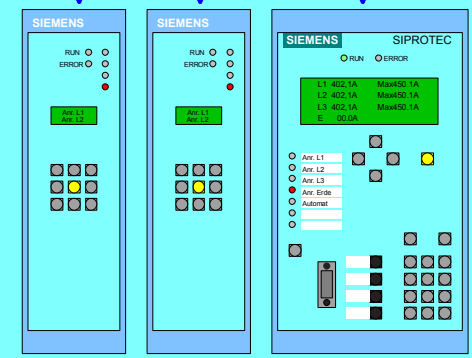 SIEMENS
RUN
ERROR
Anr. L1
Anr. L2
SIEMENS
RUN
ERROR
Anr. L1
Anr. L2
SIEMENS SIPROTEC
RUN ERROR
L1 402,1A Max450.1A
L2 402,1A Max450.1A
L3 402,1A Max450.1A
E 00.0A
Anr. L1
Anr. L2
Anr. L3
Anr. Erde
Automat